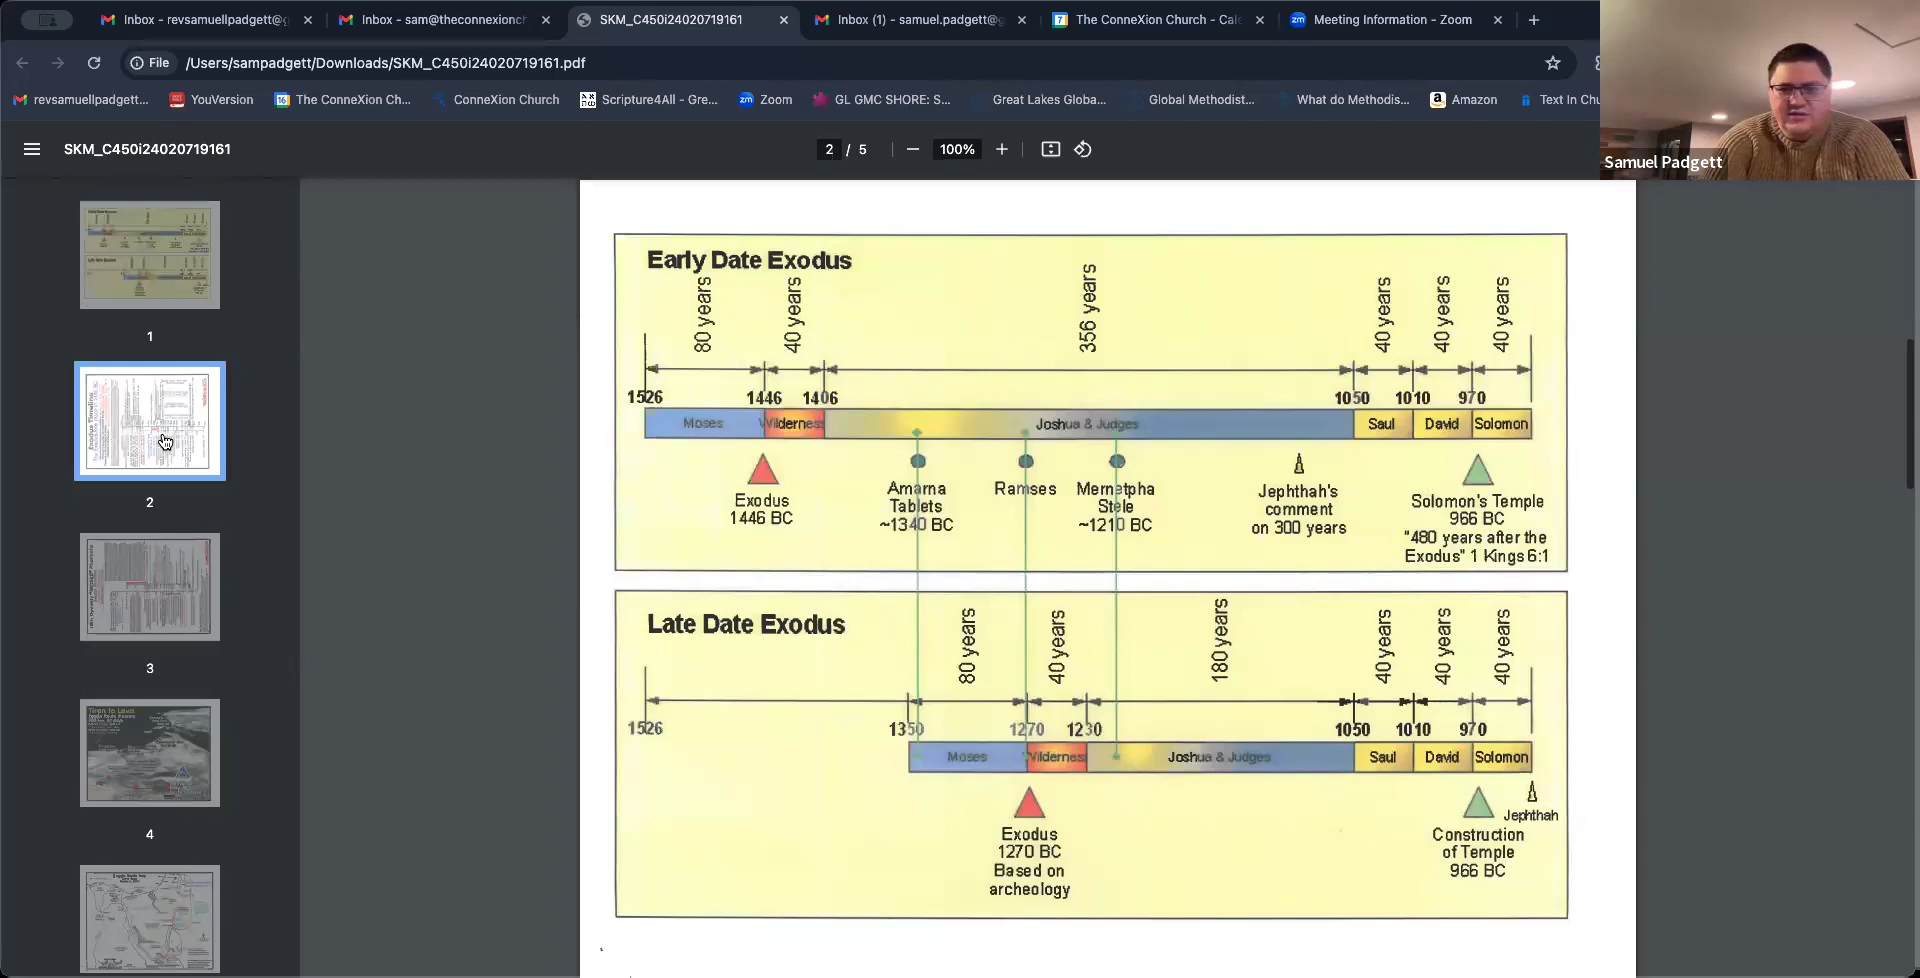 Inbox - revsamuellpadgett@g
Inbox - sam@theconnexionch
SKM_C450i24020719161
Inbox (1) - samuel.padgett@g
The ConneXion Church - Cale
Meeting Information - Zoom
File
/Users/sampadgett/Downloads/SKM_C450i24020719161.pdf
revsamuellpadgett...
YouVersion
The ConneXion Ch...
ConneXion Church
Scripture4All - Gre...
Zoom
GL GMC SHORE: S...
Great Lakes Globa...
Global Methodist...
What do Methodis...
Amazon
Text In Chu
SKM_C450i24020719161
2 / 5
100%
Samuel Padgett
1
2
3
4
Early Date Exodus
80 years
40 years
356 years
40 years
40 years
40 years
1526
1446
1406
1050
1010
970
Moses
Wilderness
Joshua & Judges
Saul
David
Solomon
Exodus
1446 BC
Amarna
Tablets
~1340 BC
Ramses
Mernetpha
Stele
~1210 BC
Jephthah's
comment
on 300 years
Solomon's Temple
966 BC
"480 years after the
Exodus" 1 Kings 6:1
Late Date Exodus
80 years
40 years
180 years
40 years
40 years
40 years
1526
1350
1270
1230
1050
1010
970
Moses
Wilderness
Joshua & Judges
Saul
David
Solomon
Exodus
1270 BC
Based on
archeology
Jephthah
Construction
of Temple
966 BC